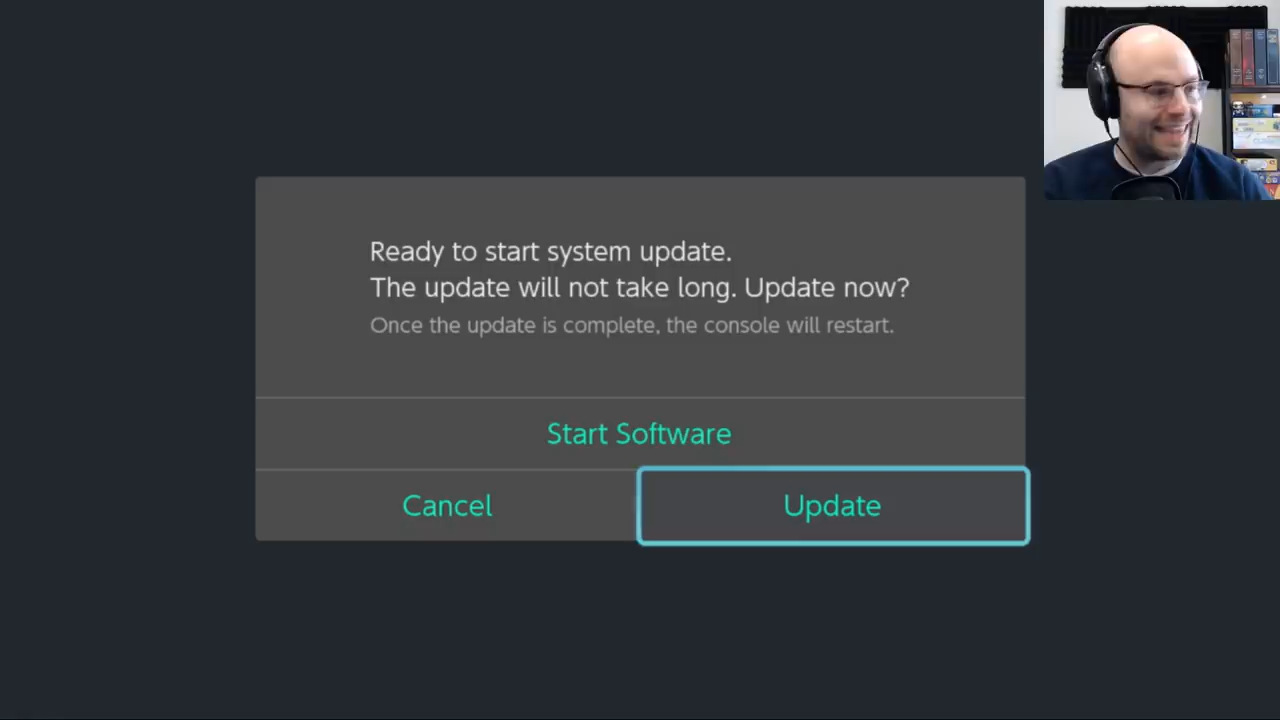 Ready to start system update.
The update will not take long. Update now?
Once the update is complete, the console will restart.
Start Software
Cancel
Update